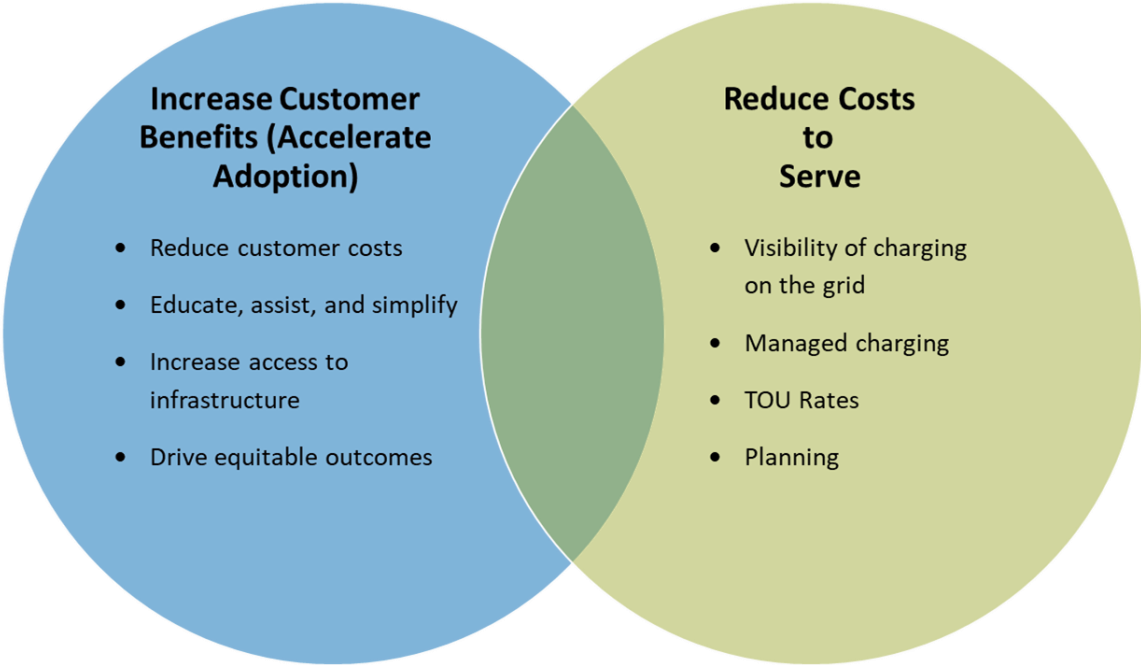 Increase Customer
Benefits (Accelerate
Adoption)
• Reduce customer costs
• Educate, assist, and simplify
• Increase access to
infrastructure
• Drive equitable outcomes
Reduce Costs
to
Serve
• Visibility of charging
on the grid
• Managed charging
• TOU Rates
• Planning